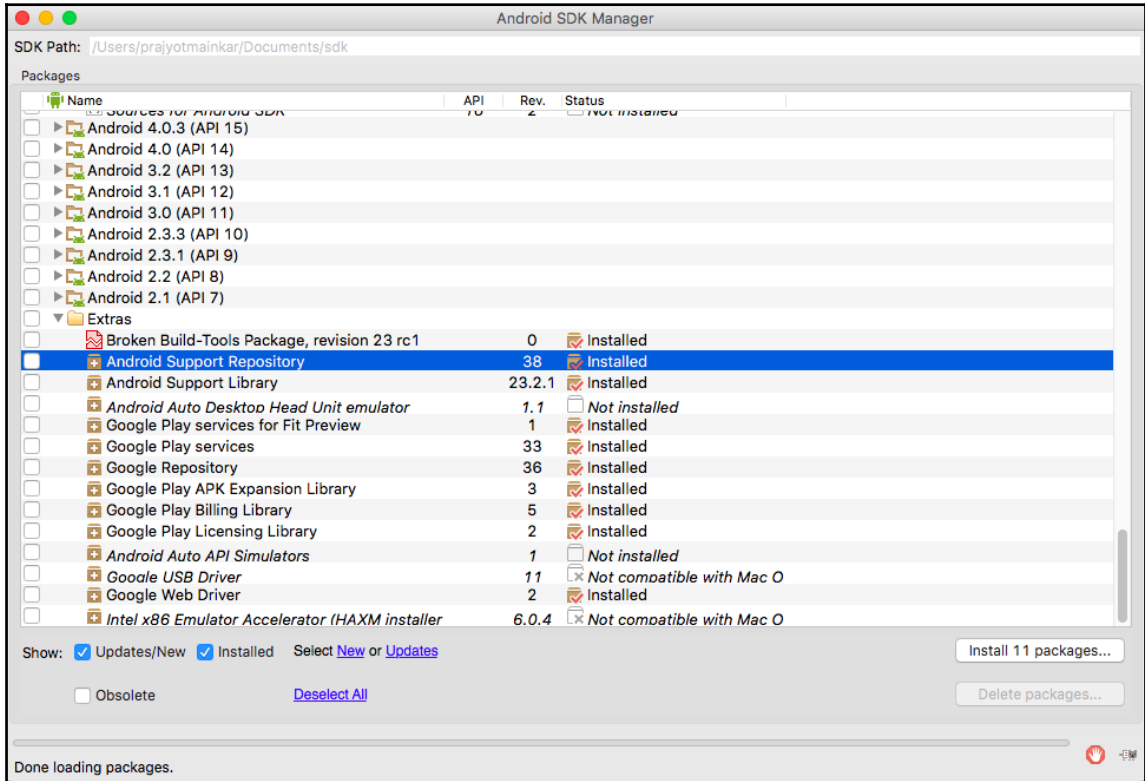 Android SDK Manager
SDK Path: /Users/prajyotmainkar/Documents/sdk
Packages
Name API Rev. Status
Sources for Android SDK 16 2 Not installed
Android 4.0.3 (API 15)
Android 4.0 (API 14)
Android 3.2 (API 13)
Android 3.1 (API 12)
Android 3.0 (API 11)
Android 2.3.3 (API 10)
Android 2.3.1 (API 9)
Android 2.2 (API 8)
Android 2.1 (API 7)
Extras
Broken Build-Tools Package, revision 23 rc1 0 Installed
Android Support Repository 38 Installed
Android Support Library 23.2.1 Installed
Android Auto Desktop Head Unit emulator 1.1 Not installed
Google Play services for Fit Preview 1 Installed
Google Play services 33 Installed
Google Repository 36 Installed
Google Play APK Expansion Library 3 Installed
Google Play Billing Library 5 Installed
Google Play Licensing Library 2 Installed
Android Auto API Simulators 1 Not installed
Google USB Driver 11 Not compatible with Mac O
Google Web Driver 2 Installed
Intel x86 Emulator Accelerator (HAXM installer 6.0.4 Not compatible with Mac O
Show: Updates/New Installed Select New or Updates Install 11 packages...
Obsolete Deselect All Delete packages...
Done loading packages.